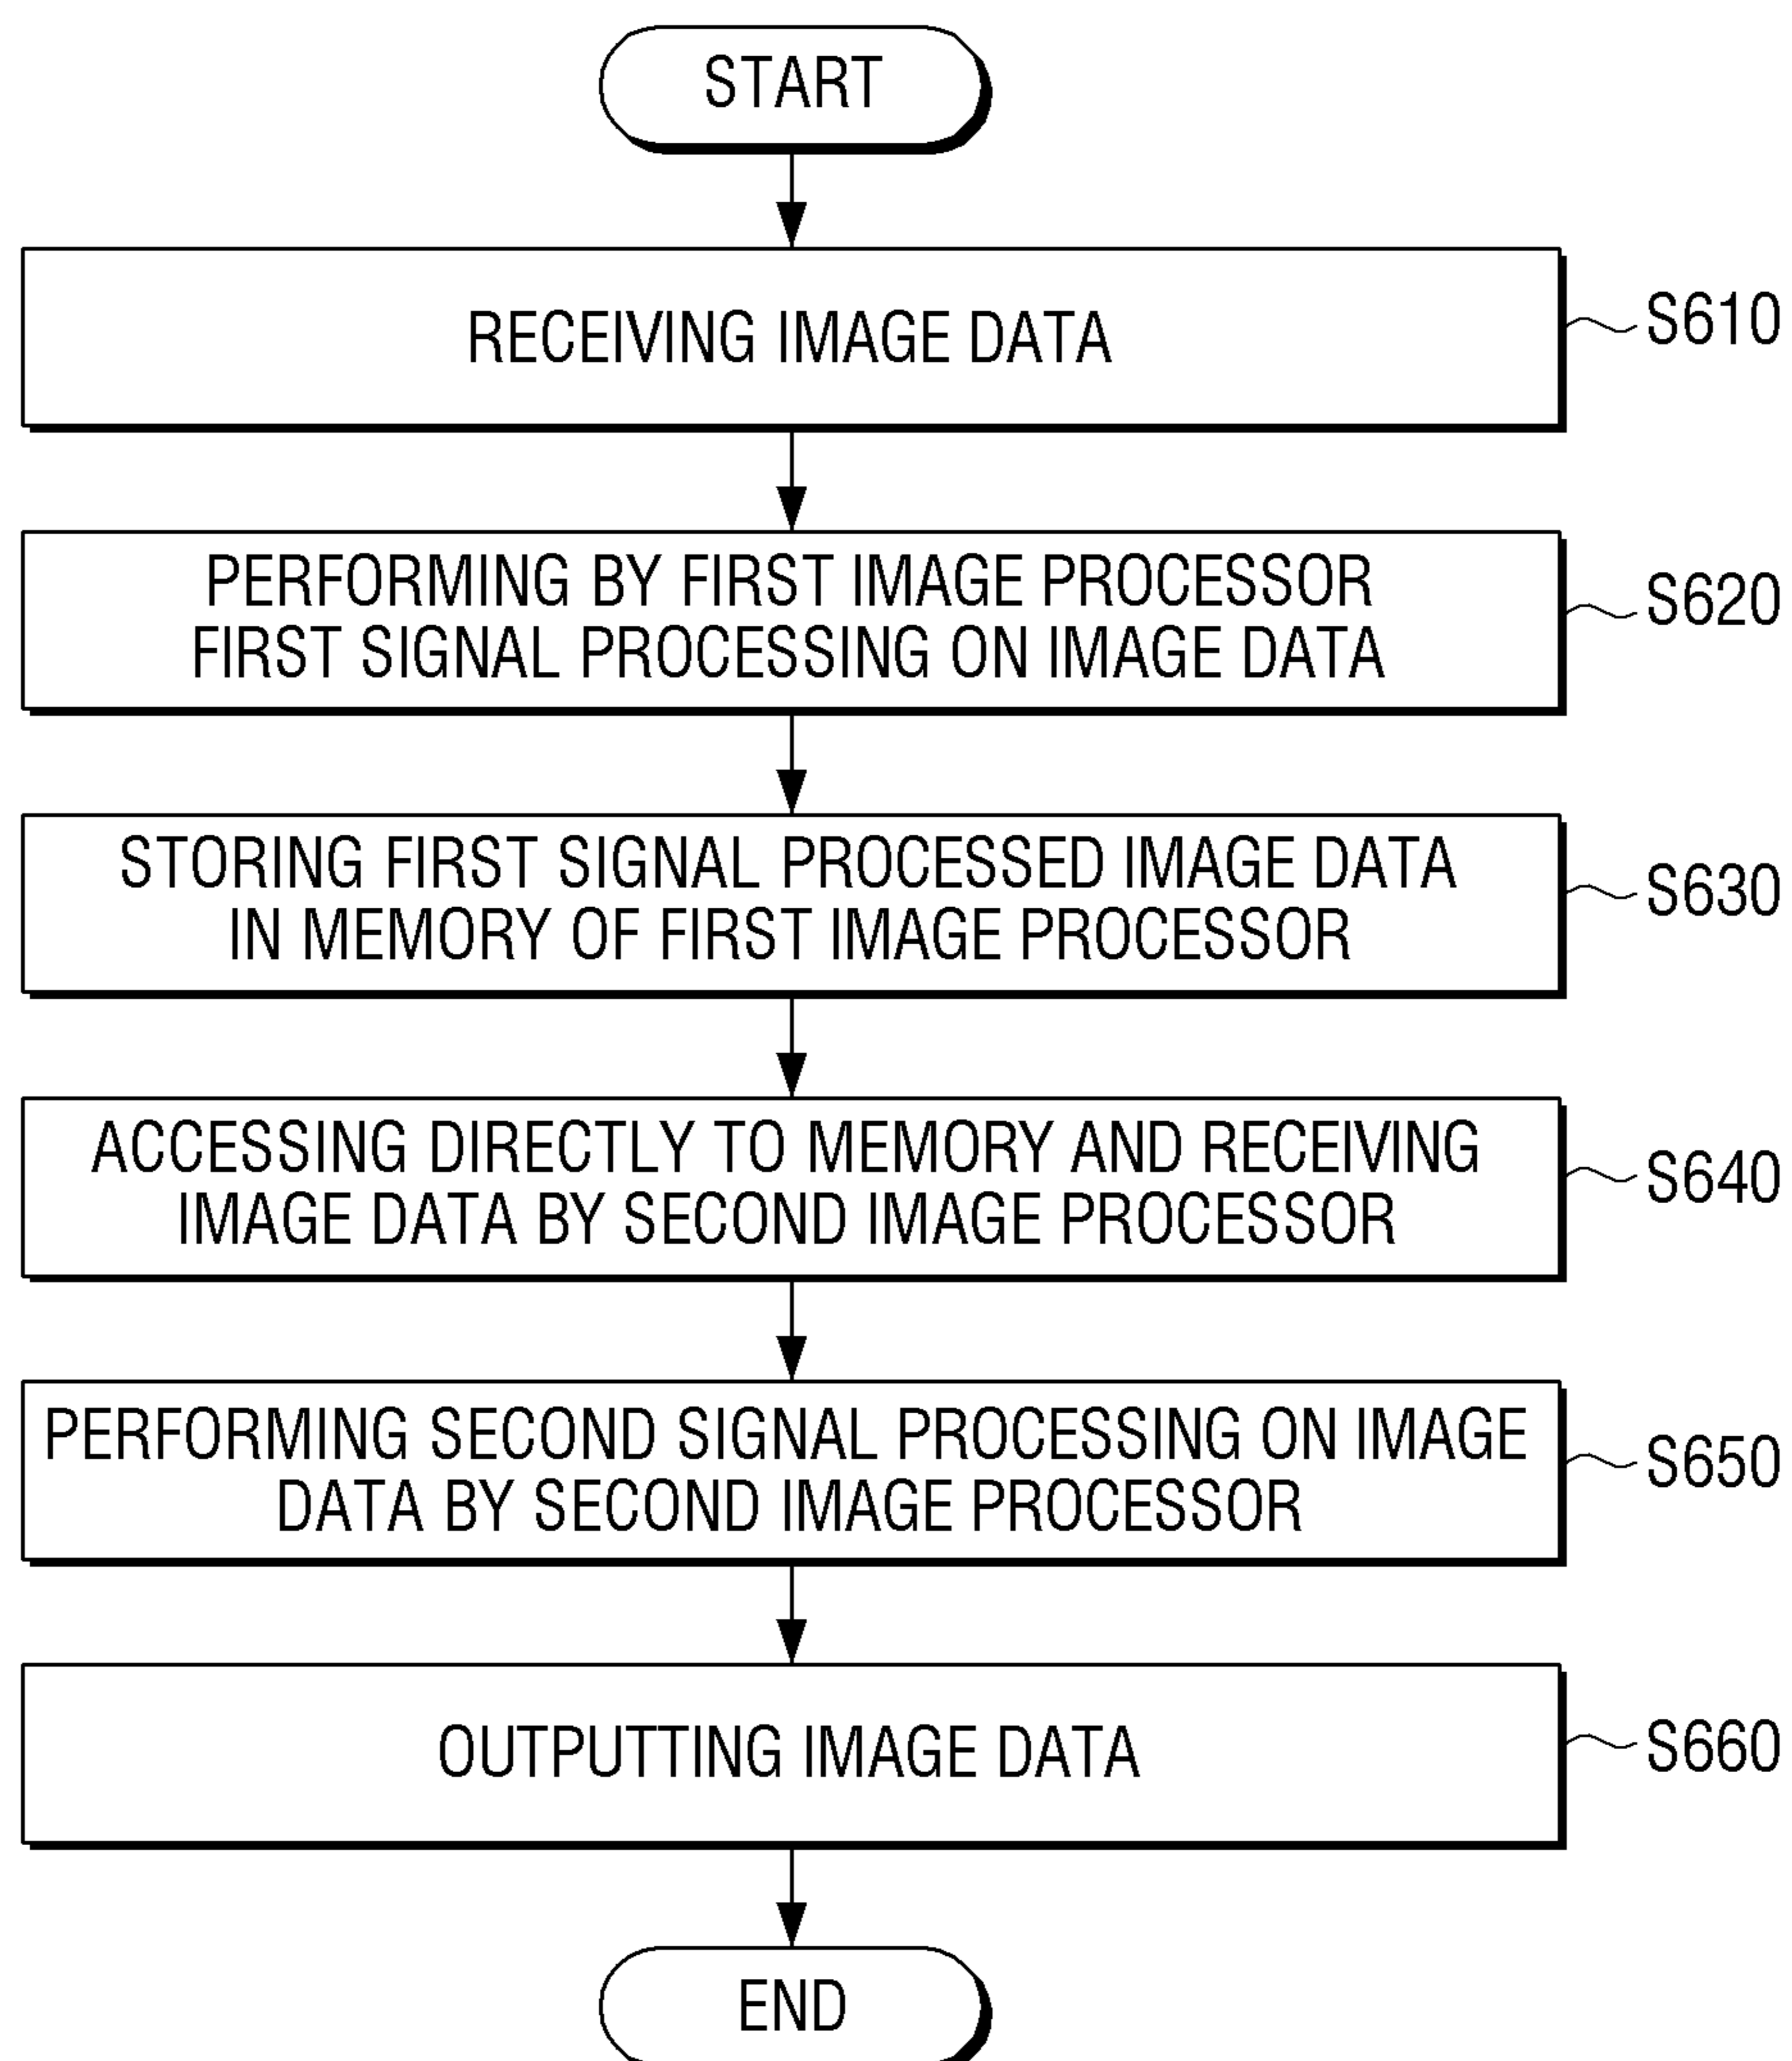 START
RECEIVING IMAGE DATA
S610
PERFORMING BY FIRST IMAGE PROCESSOR
FIRST SIGNAL PROCESSING ON IMAGE DATA
S620
STORING FIRST SIGNAL PROCESSED IMAGE DATA
IN MEMORY OF FIRST IMAGE PROCESSOR
S630
ACCESSING DIRECTLY TO MEMORY AND RECEIVING
IMAGE DATA BY SECOND IMAGE PROCESSOR
S640
PERFORMING SECOND SIGNAL PROCESSING ON IMAGE
DATA BY SECOND IMAGE PROCESSOR
S650
OUTPUTTING IMAGE DATA
S660
END